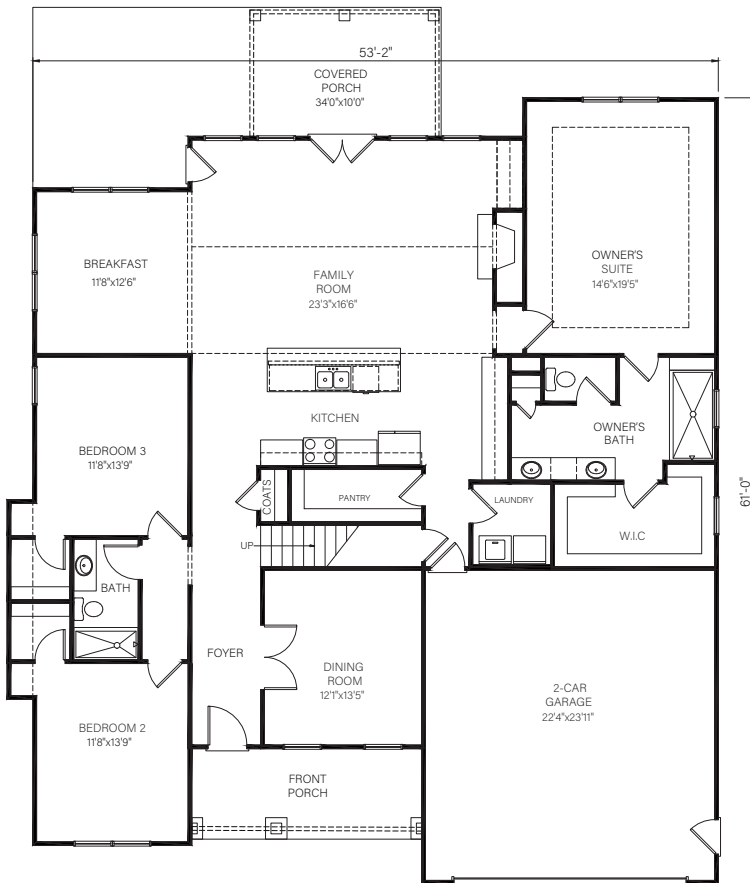 53'-2"
COVERED
PORCH
34'0"x10'0"
OWNER'S
SUITE
14'6"x19'5"
BREAKFAST
11'8"x12'6"
FAMILY
ROOM
23'3"x16'6"
KITCHEN
OWNER'S
BATH
BEDROOM 3
11'8"x13'9"
COATS
PANTRY
LAUNDRY
W.I.C
61'-0"
UP
BATH
FOYER
DINING
ROOM
12'1"x13'5"
2-CAR
GARAGE
22'4"x23'11"
BEDROOM 2
11'8"x13'9"
FRONT
PORCH